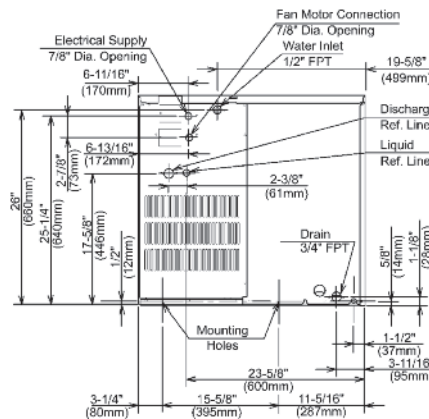 Fan Motor Connection
7/8" Dia. Opening
Electrical Supply
7/8" Dia. Opening
Water Inlet
1/2" FPT
6-11/16"
(170mm)
19-5/8"
(499mm)
Discharg
Ref. Line
6-13/16"
(172mm)
Liquid
Ref. Line
2-3/8"
(61mm)
26"
(660mm)
25-1/4"
(640mm)
2-7/8"
(73mm)
17-5/8"
(446mm)
1/2"
(12mm)
Drain
3/4" FPT
5/8"
(14mm)
1-1/8"
(28mm)
Mounting
Holes
1-1/2"
(37mm)
3-11/16"
(95mm)
23-5/8"
(600mm)
3-1/4"
(80mm)
15-5/8"
(395mm)
11-5/16"
(287mm)